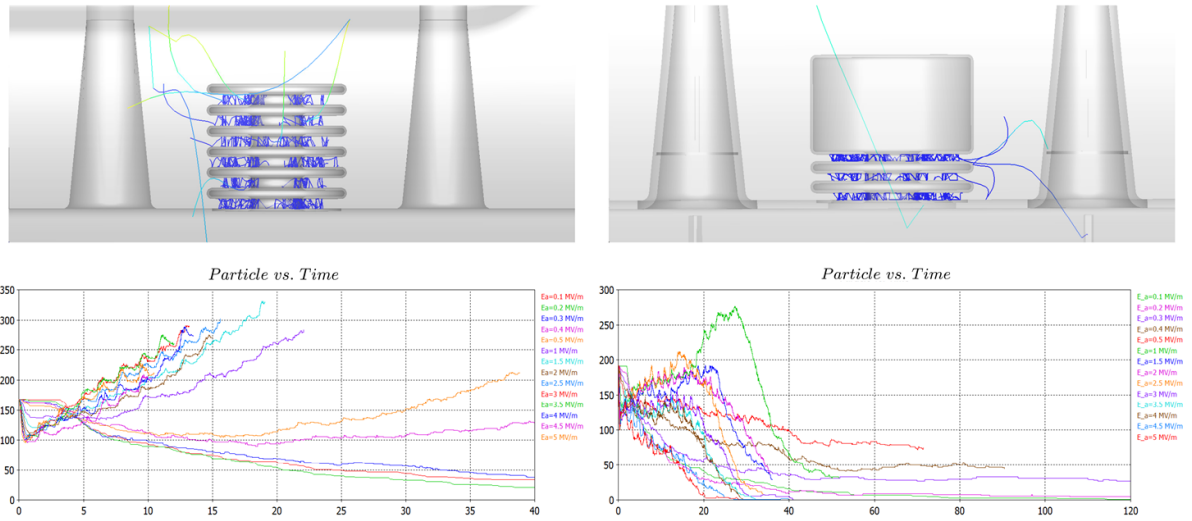 Particle vs. Time
350
300
250
200
150
100
50
0
0 5 10 15 20 25 30 35 40
Ea=0.1 MV/m
Ea=0.2 MV/m
Ea=0.3 MV/m
Ea=0.4 MV/m
Ea=0.5 MV/m
Ea=1 MV/m
Ea=1.5 MV/m
Ea=2 MV/m
Ea=2.5 MV/m
Ea=3 MV/m
Ea=3.5 MV/m
Ea=4 MV/m
Ea=4.5 MV/m
Ea=5 MV/m
Particle vs. Time
300
250
200
150
100
50
0
0 20 40 60 80 100 120
E_a=0.1 MV/m
E_a=0.2 MV/m
E_a=0.3 MV/m
E_a=0.4 MV/m
E_a=0.5 MV/m
E_a=1 MV/m
E_a=1.5 MV/m
E_a=2 MV/m
E_a=2.5 MV/m
E_a=3 MV/m
E_a=3.5 MV/m
E_a=4 MV/m
E_a=4.5 MV/m
E_a=5 MV/m